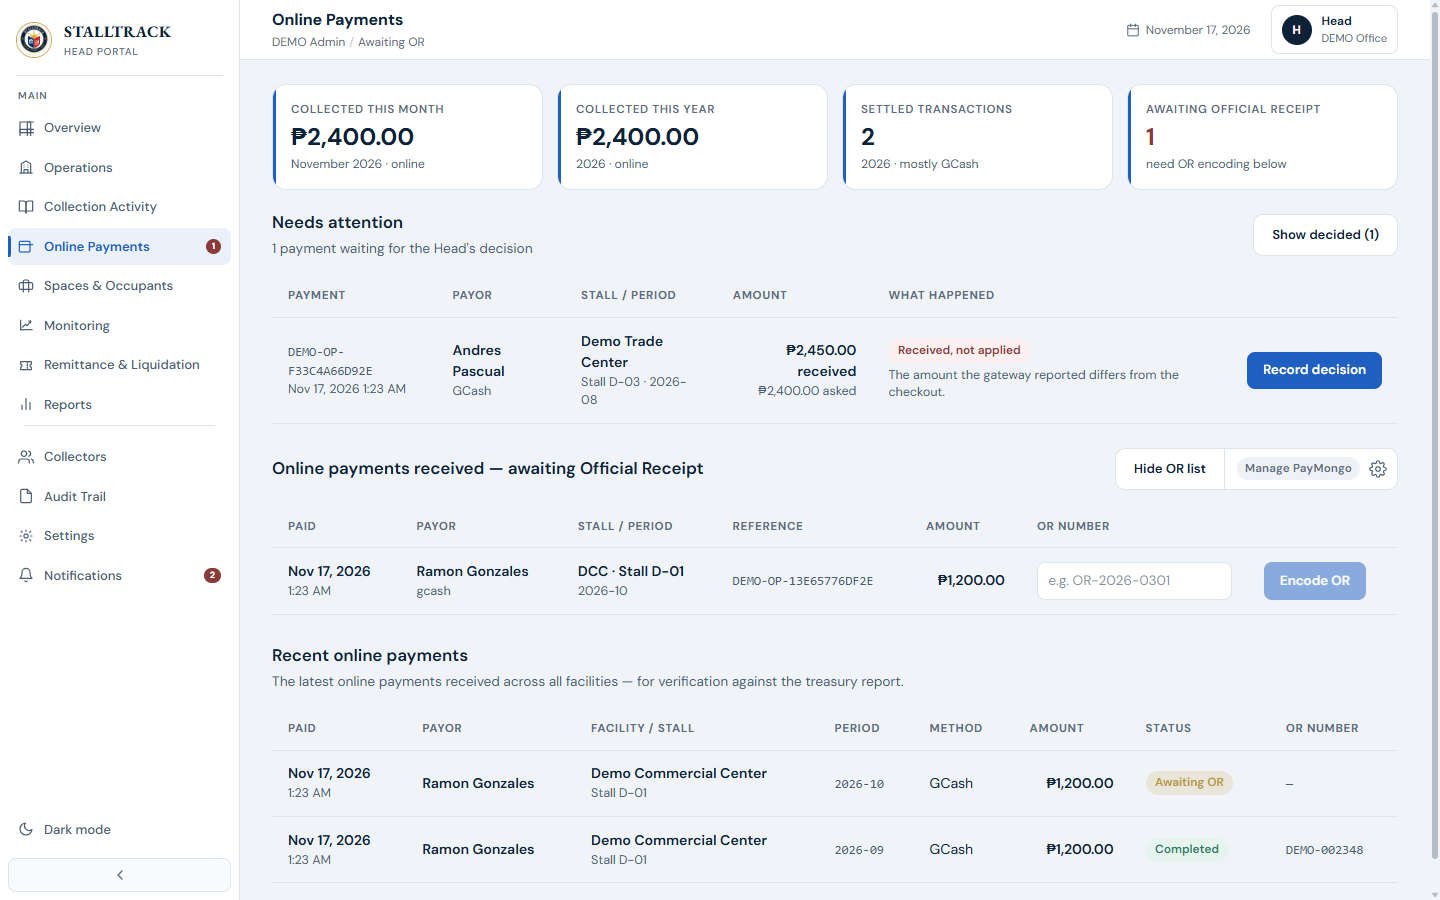 STALLTRACK
HEAD PORTAL
MAIN
Overview
Operations
Collection Activity
Online Payments 1
Spaces & Occupants
Monitoring
Remittance & Liquidation
Reports
Collectors
Audit Trail
Settings
Notifications 2
Dark mode
Online Payments
DEMO Admin / Awaiting OR
November 17, 2026
H
Head
DEMO Office
COLLECTED THIS MONTH
₱2,400.00
November 2026 · online
COLLECTED THIS YEAR
₱2,400.00
2026 · online
SETTLED TRANSACTIONS
2
2026 · mostly GCash
AWAITING OFFICIAL RECEIPT
1
need OR encoding below
Needs attention
1 payment waiting for the Head's decision
Show decided (1)
PAYMENT PAYOR STALL / PERIOD AMOUNT WHAT HAPPENED
DEMO-OP-
F33C4A66D92E
Nov 17, 2026 1:23 AM
Andres
Pascual
GCash
Demo Trade
Center
Stall D-03 · 2026-
08
₱2,450.00
received
₱2,400.00 asked
Received, not applied
The amount the gateway reported differs from the
checkout.
Record decision
Online payments received — awaiting Official Receipt
Hide OR list
Manage PayMongo
PAID PAYOR STALL / PERIOD REFERENCE AMOUNT OR NUMBER
Nov 17, 2026
1:23 AM
Ramon Gonzales
gcash
DCC · Stall D-01
2026-10
DEMO-OP-13E65776DF2E
₱1,200.00
e.g. OR-2026-0301
Encode OR
Recent online payments
The latest online payments received across all facilities — for verification against the treasury report.
PAID PAYOR FACILITY / STALL PERIOD METHOD AMOUNT STATUS OR NUMBER
Nov 17, 2026
1:23 AM
Ramon Gonzales
Demo Commercial Center
Stall D-01
2026-10
GCash
₱1,200.00
Awaiting OR
—
Nov 17, 2026
1:23 AM
Ramon Gonzales
Demo Commercial Center
Stall D-01
2026-09
GCash
₱1,200.00
Completed
DEMO-002348